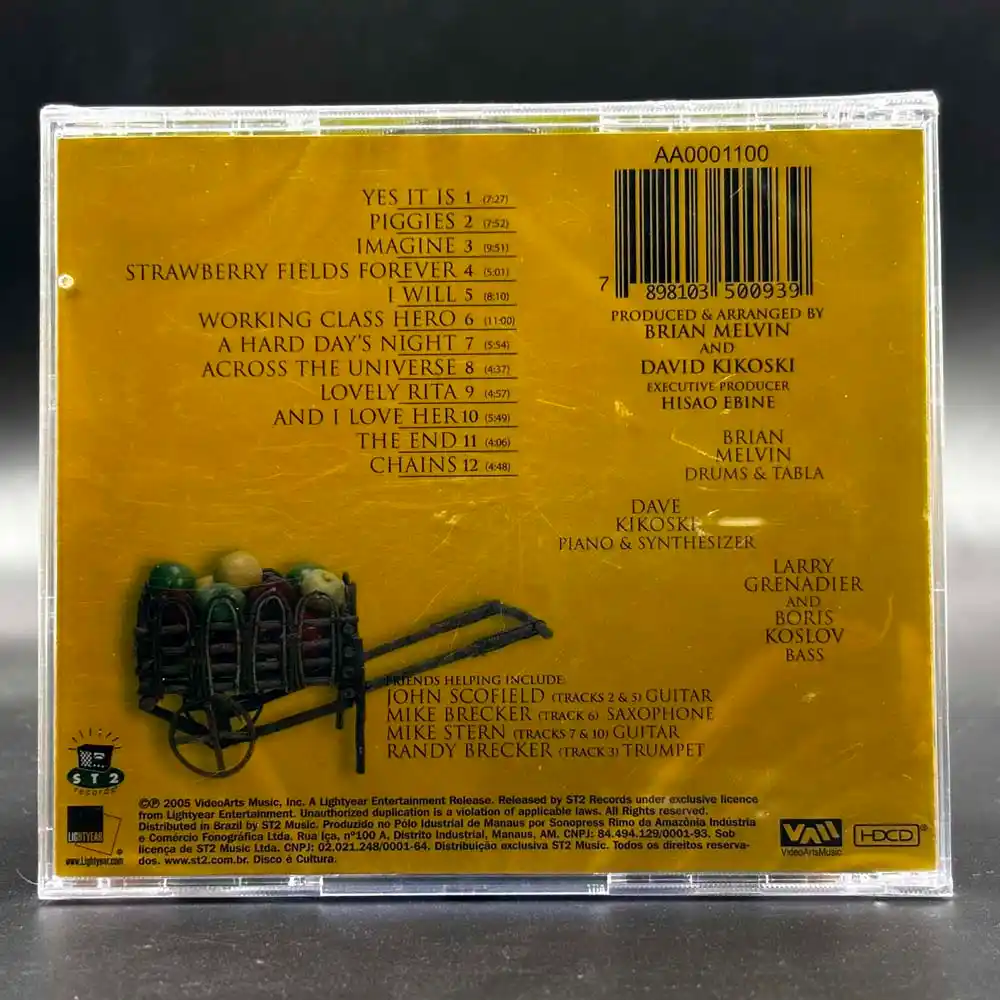 YES IT IS 1 (7:27)
PIGGIES 2 (7:52)
IMAGINE 3 (9:51)
STRAWBERRY FIELDS FOREVER 4 (5:01)
I WILL 5 (8:10)
WORKING CLASS HERO 6 (11:00)
A HARD DAY'S NIGHT 7 (5:54)
ACROSS THE UNIVERSE 8 (4:37)
LOVELY RITA 9 (4:57)
AND I LOVE HER 10 (5:49)
THE END 11 (4:06)
CHAINS 12 (4:48)
AA0001100
7 898103 500939
PRODUCED & ARRANGED BY
BRIAN MELVIN
AND
DAVID KIKOSKI
EXECUTIVE PRODUCER
HISAO EBINE
BRIAN
MELVIN
DRUMS & TABLA
DAVE
KIKOSKI
PIANO & SYNTHESIZER
LARRY
GRENADIER
AND
BORIS
KOSLOV
BASS
FRIENDS HELPING INCLUDE:
JOHN SCOFIELD (TRACKS 2 & 5) GUITAR
MIKE BRECKER (TRACK 6) SAXOPHONE
MIKE STERN (TRACKS 7 & 10) GUITAR
RANDY BRECKER (TRACK 3) TRUMPET
ST2
records
LIGHTYEAR
www.Lightyear.com
©℗ 2005 VideoArts Music, Inc. A Lightyear Entertainment Release. Released by ST2 Records under exclusive licence
from Lightyear Entertainment. Unauthorized duplication is a violation of applicable laws. All Rights reserved.
Distributed in Brazil by ST2 Music. Produzido no Pólo Idustrial de Manaus por Sonopress Rimo da Amazônia Indústria
e Comércio Fonográfica Ltda. Rua Iça, nº100 A, Distrito Industrial, Manaus, AM. CNPJ: 84.494.129/0001-93. Sob
licença de ST2 Music Ltda. CNPJ: 02.021.248/0001-64. Distribuição exclusiva ST2 Music. Todos os direitos reserva-
dos. www.st2.com.br. Disco é Cultura.
VAM
VideoArtsMusic
HDCD®